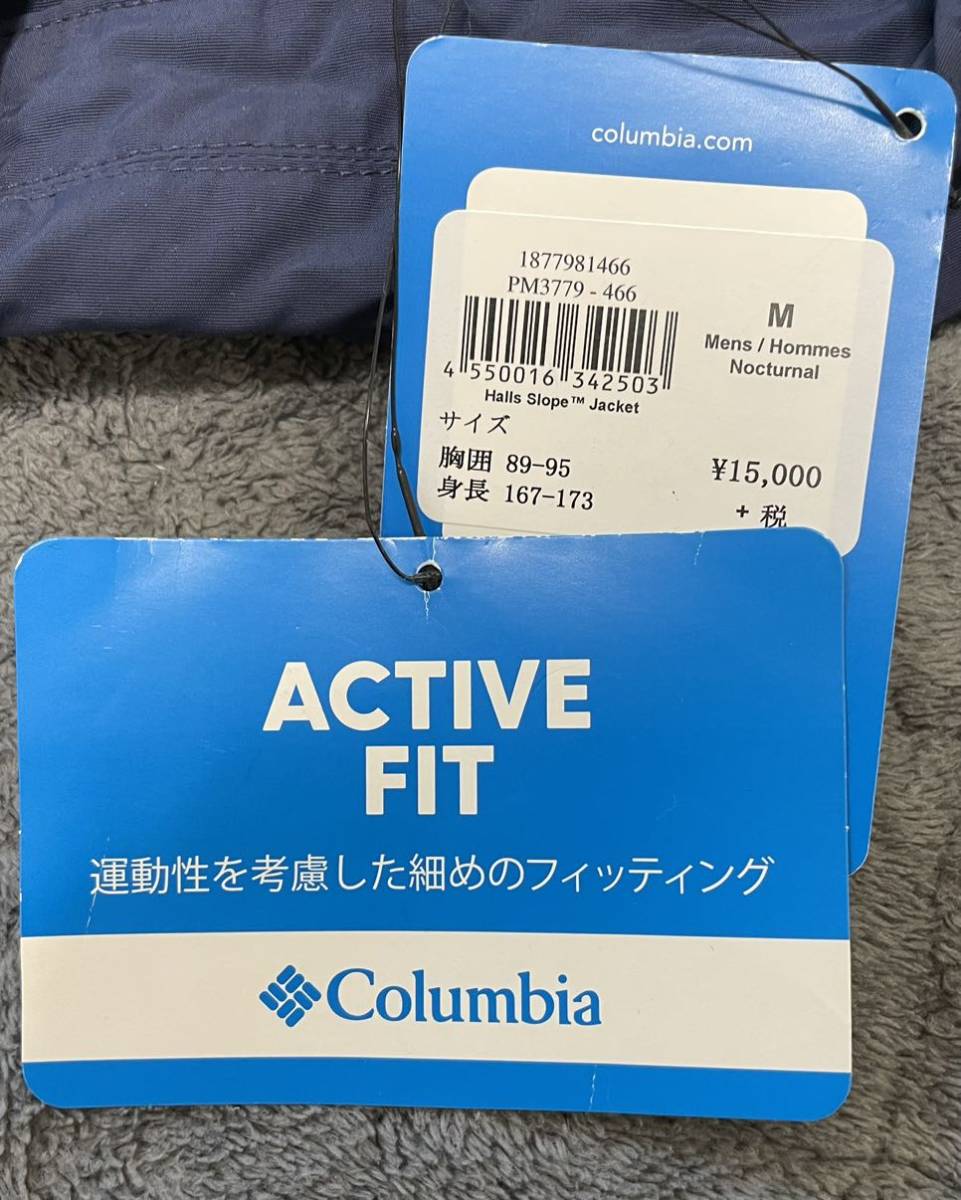 columbia.com
1877981466
PM3779 - 466
4 550016 342503
Halls Slope™ Jacket
M
Mens / Hommes
Nocturnal
サイズ
胸囲 89-95
身長 167-173
¥15,000
+ 税
ACTIVE
FIT
運動性を考慮した細めのフィッティング
Columbia